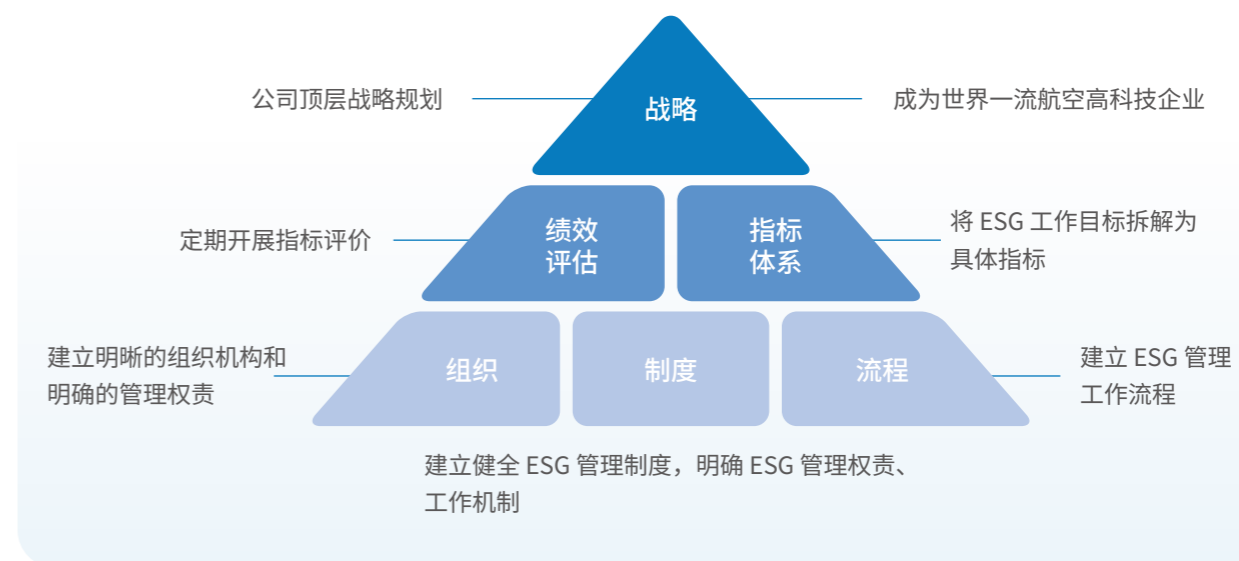 公司顶层战略规划
战略
成为世界一流航空高科技企业
定期开展指标评价
绩效
评估
指标
体系
将 ESG 工作目标拆解为
具体指标
建立明晰的组织机构和
明确的管理权责
组织
制度
流程
建立 ESG 管理
工作流程
建立健全 ESG 管理制度，明确 ESG 管理权责、
工作机制